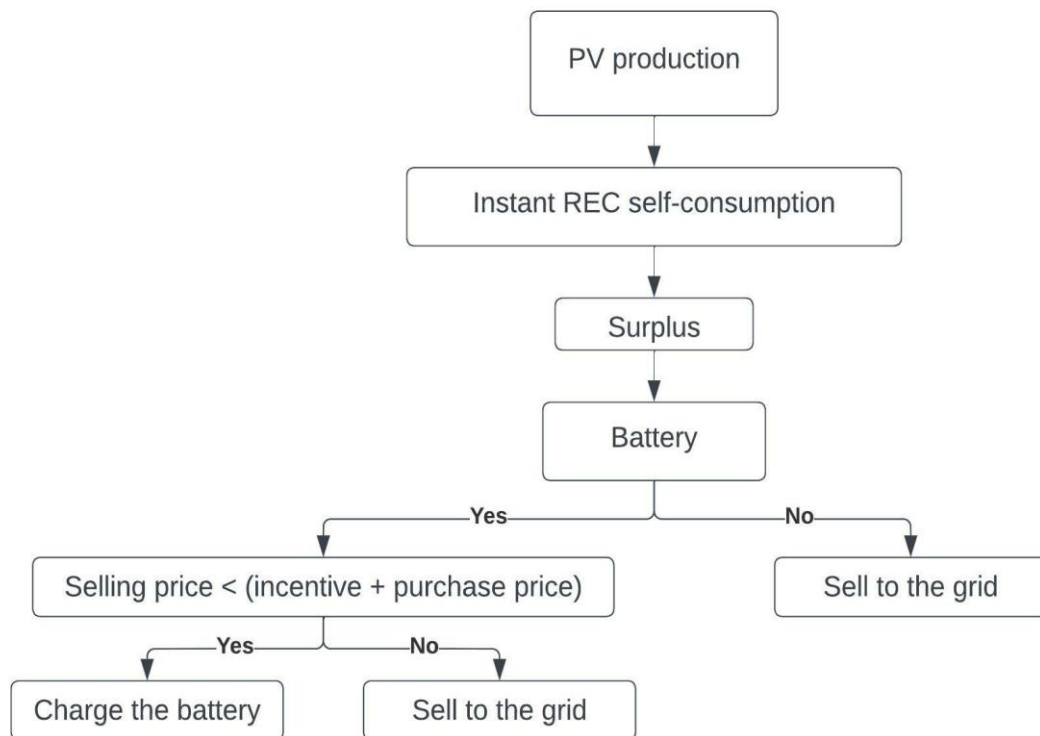 PV production
Instant REC self-consumption
Surplus
Battery
Yes
No
Selling price < (incentive + purchase price)
Sell to the grid
Yes
No
Charge the battery
Sell to the grid